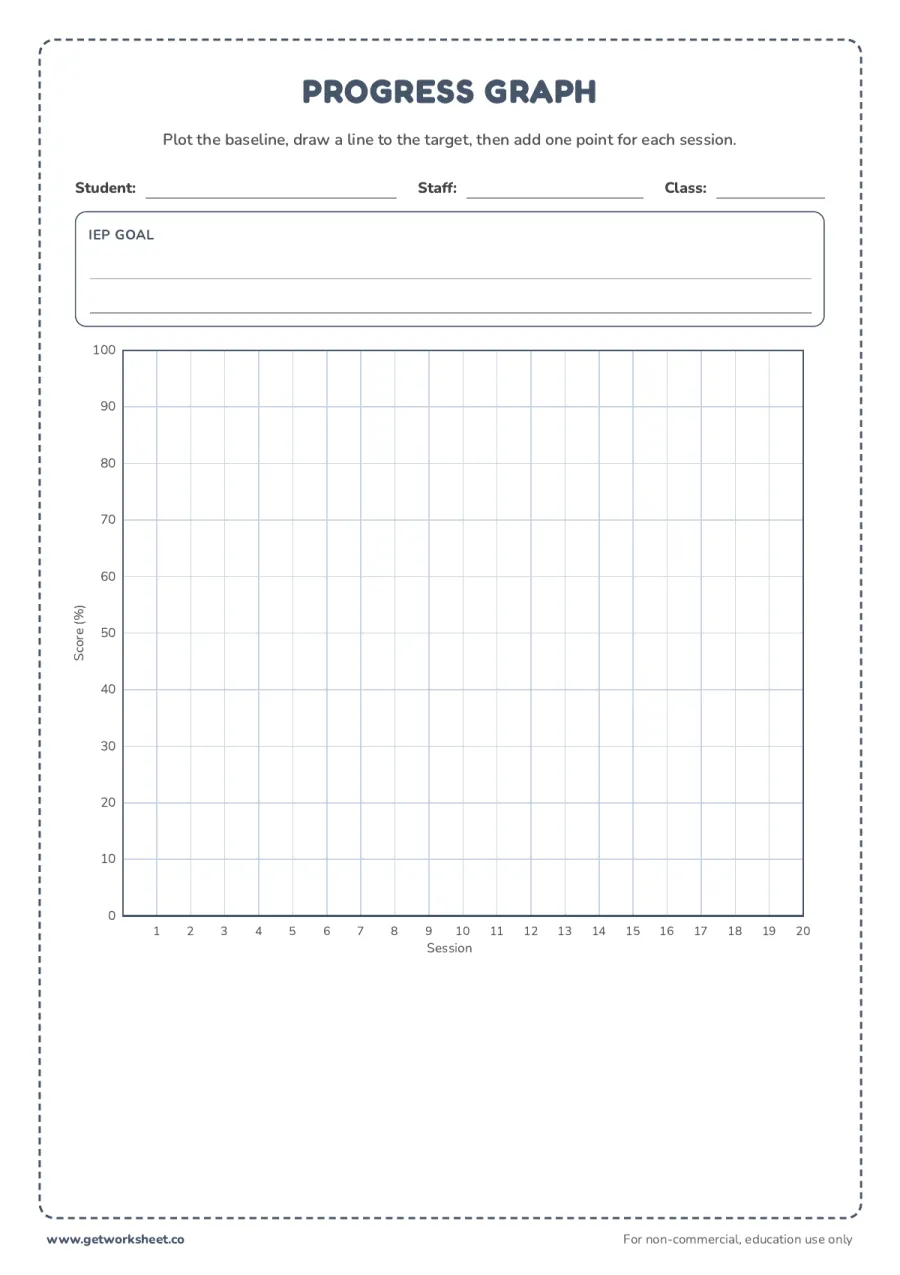 PROGRESS GRAPH
Plot the baseline, draw a line to the target, then add one point for each session.
Student: Staff: Class:
IEP GOAL
100
90
80
70
60
50
40
30
20
10
0
Score (%)
1 2 3 4 5 6 7 8 9 10 11 12 13 14 15 16 17 18 19 20
Session
www.getworksheet.co For non-commercial, education use only